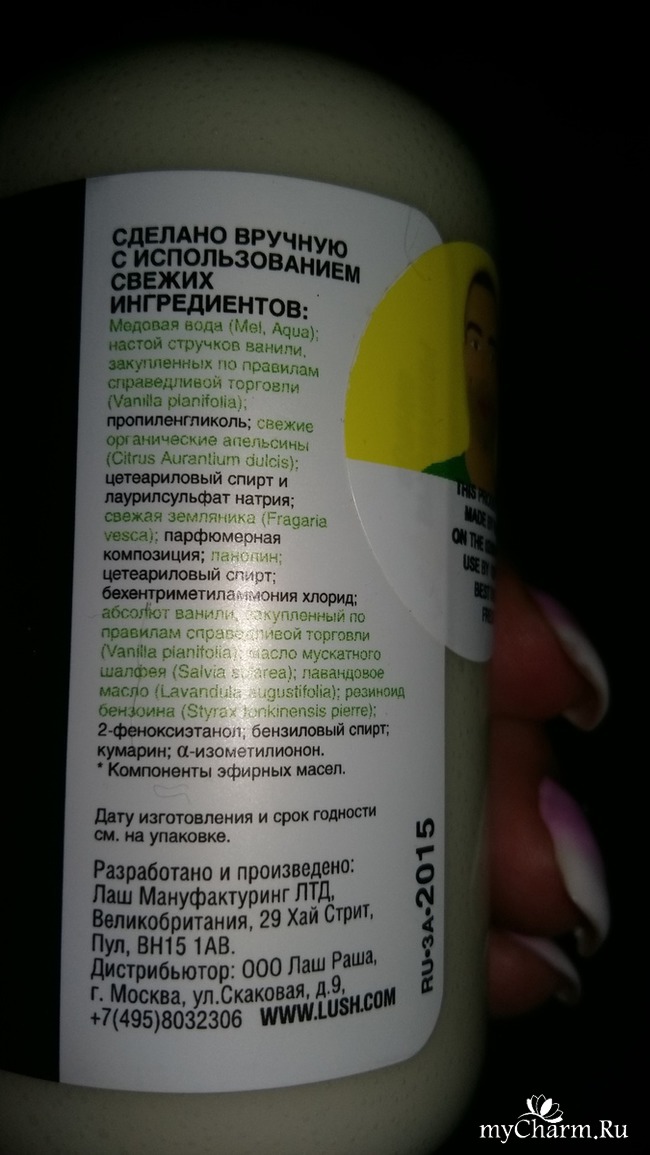 СДЕЛАНО ВРУЧНУЮ
С ИСПОЛЬЗОВАНИЕМ
СВЕЖИХ
ИНГРЕДИЕНТОВ:
Медовая вода (Mel, Aqua);
настой стручков ванили,
закупленных по правилам
справедливой торговли
(Vanilla planifolia);
пропиленгликоль; свежие
органические апельсины
(Citrus Aurantium dulcis);
цетеариловый спирт и
лаурилсульфат натрия;
свежая земляника (Fragaria
vesca); парфюмерная
композиция; ланолин;
цетеариловый спирт;
бехентриметиламмония хлорид;
абсолют ванили, закупленный по
правилам справедливой торговли
(Vanilla planifolia); масло мускатного
шалфея (Salvia sclarea); лавандовое
масло (Lavandula augustifolia); резиноид
бензоина (Styrax tonkinensis pierre);
2-феноксиэтанол; бензиловый спирт;
кумарин; α-изометилионон.
* Компоненты эфирных масел.
Дату изготовления и срок годности
см. на упаковке.
Разработано и произведено:
Лаш Мануфактуринг ЛТД,
Великобритания, 29 Хай Стрит,
Пул, BH15 1AB.
Дистрибьютор: ООО Лаш Раша,
г. Москва, ул.Скаковая, д.9,
+7(495)8032306 WWW.LUSH.COM
RU•3A•2015
THIS
MADE
ON THE
USE BY
BEST
myCharm.Ru